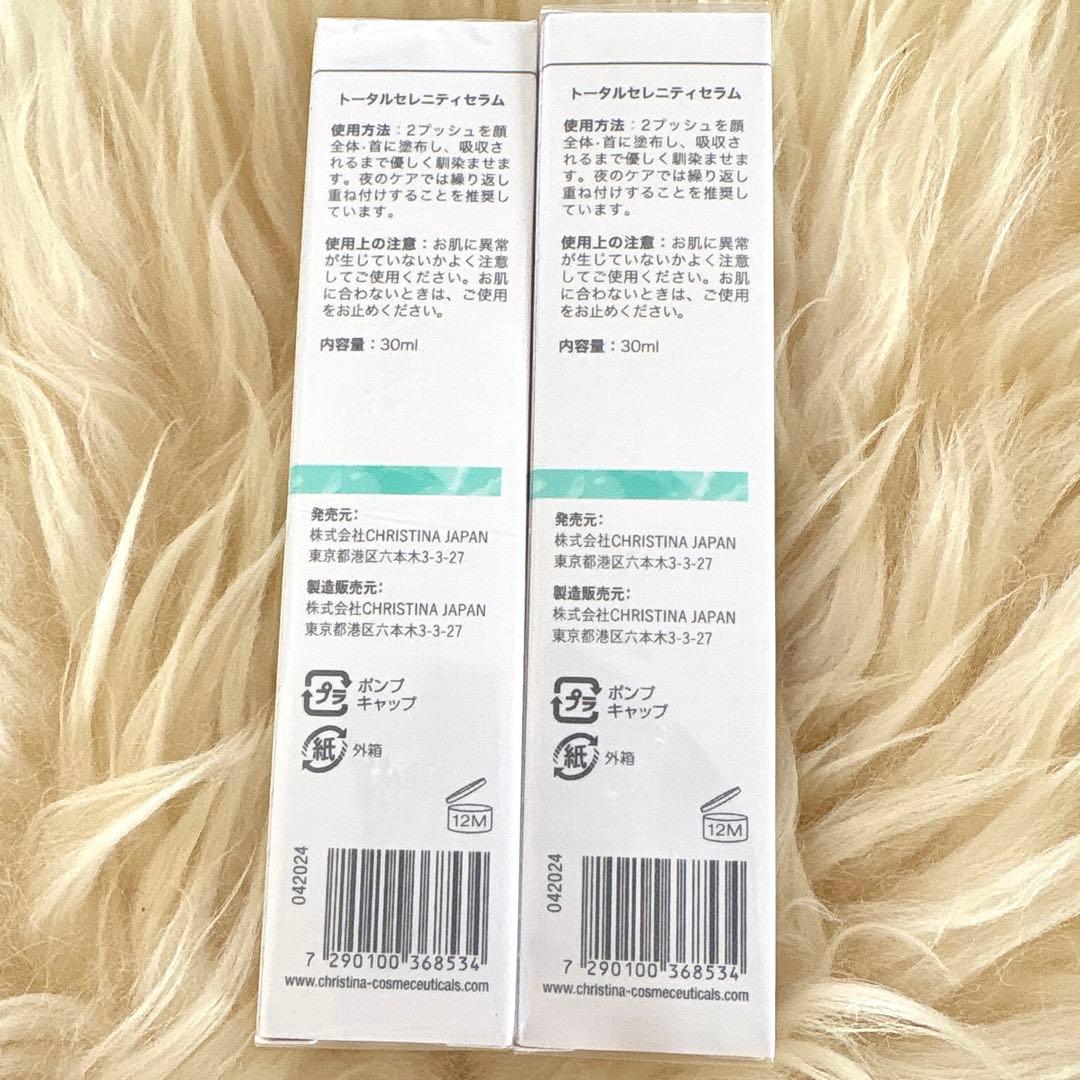 トータルセレニティセラム
使用方法：2プッシュを顔
全体・首に塗布し、吸収さ
れるまで優しく馴染ませま
す。夜のケアでは繰り返し
重ね付けすることを推奨し
ています。
使用上の注意：お肌に異常
が生じていないかよく注意
してご使用ください。お肌
に合わないときは、ご使用
をお止めください。
内容量：30ml
発売元：
株式会社CHRISTINA JAPAN
東京都港区六本木3-3-27
製造販売元：
株式会社CHRISTINA JAPAN
東京都港区六本木3-3-27
プラ ポンプ
キャップ
紙 外箱
12M
042024
7 290100 368534
www.christina-cosmeceuticals.com
トータルセレニティセラム
使用方法：2プッシュを顔
全体・首に塗布し、吸収さ
れるまで優しく馴染ませま
す。夜のケアでは繰り返し
重ね付けすることを推奨
しています。
使用上の注意：お肌に異常
が生じていないかよく注意
してご使用ください。お肌
に合わないときは、ご使用
をお止めください。
内容量：30ml
発売元：
株式会社CHRISTINA JAPAN
東京都港区六本木3-3-27
製造販売元：
株式会社CHRISTINA JAPAN
東京都港区六本木3-3-27
プラ ポンプ
キャップ
紙 外箱
12M
042024
7 290100 368534
www.christina-cosmeceuticals.com